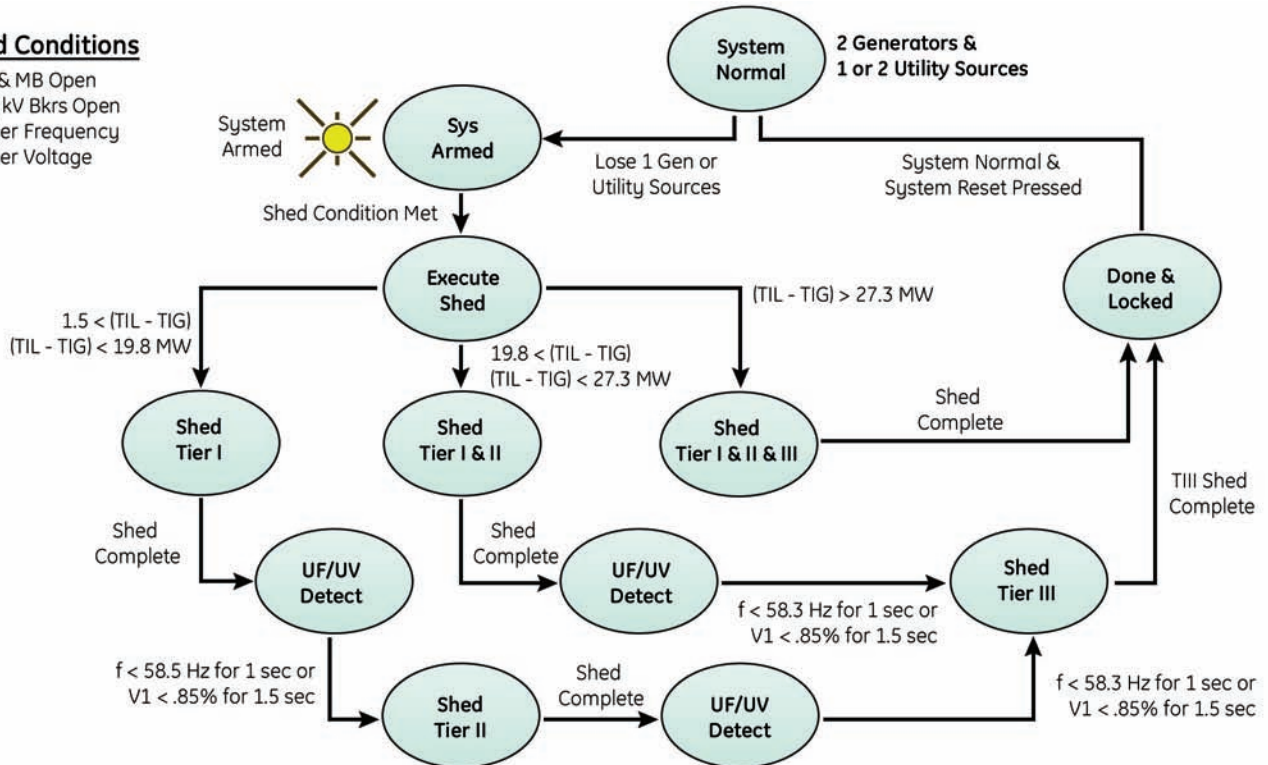 Conditions
& MB Open
kV Bkrs Open
Frequency
Voltage
System
Normal
2 Generators &
1 or 2 Utility Sources
System
Armed
Sys
Armed
Lose 1 Gen or
Utility Sources
System Normal &
System Reset Pressed
Shed Condition Met
Execute
Shed
Done &
Locked
1.5 < (TIL - TIG)
(TIL - TIG) < 19.8 MW
19.8 < (TIL - TIG)
(TIL - TIG) < 27.3 MW
(TIL - TIG) > 27.3 MW
Shed
Tier I
Shed
Tier I & II
Shed
Tier I & II & III
Shed
Complete
TIII Shed
Complete
Shed
Complete
UF/UV
Detect
Shed
Complete
UF/UV
Detect
f < 58.3 Hz for 1 sec or
V1 < .85% for 1.5 sec
Shed
Tier III
f < 58.5 Hz for 1 sec or
V1 < .85% for 1.5 sec
Shed
Tier II
Shed
Complete
UF/UV
Detect
f < 58.3 Hz for 1 sec or
V1 < .85% for 1.5 sec